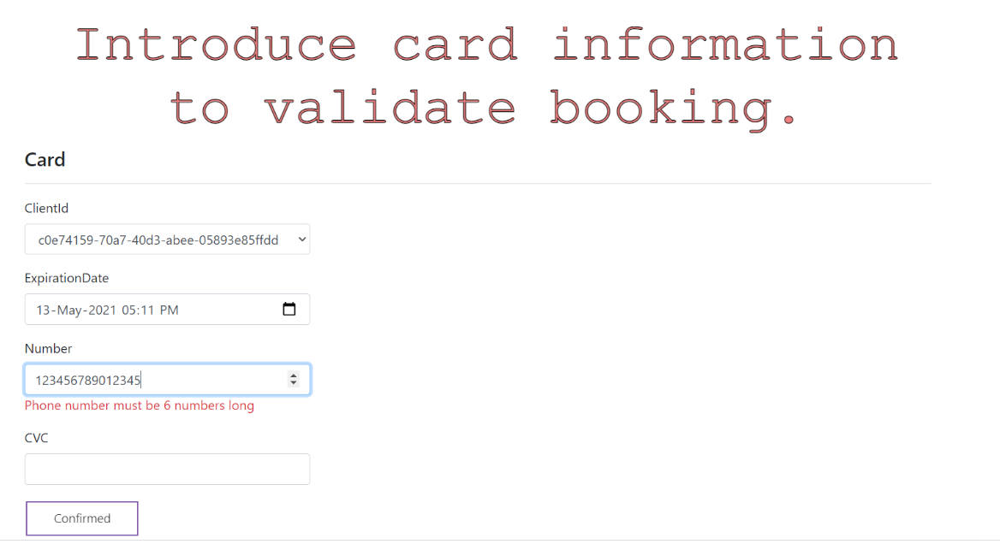 Introduce card information
to validate booking.
Card
ClientId
c0e74159-70a7-40d3-abee-05893e85ffdd
ExpirationDate
13-May-2021 05:11 PM
Number
123456789012345
Phone number must be 6 numbers long
CVC
Confirmed